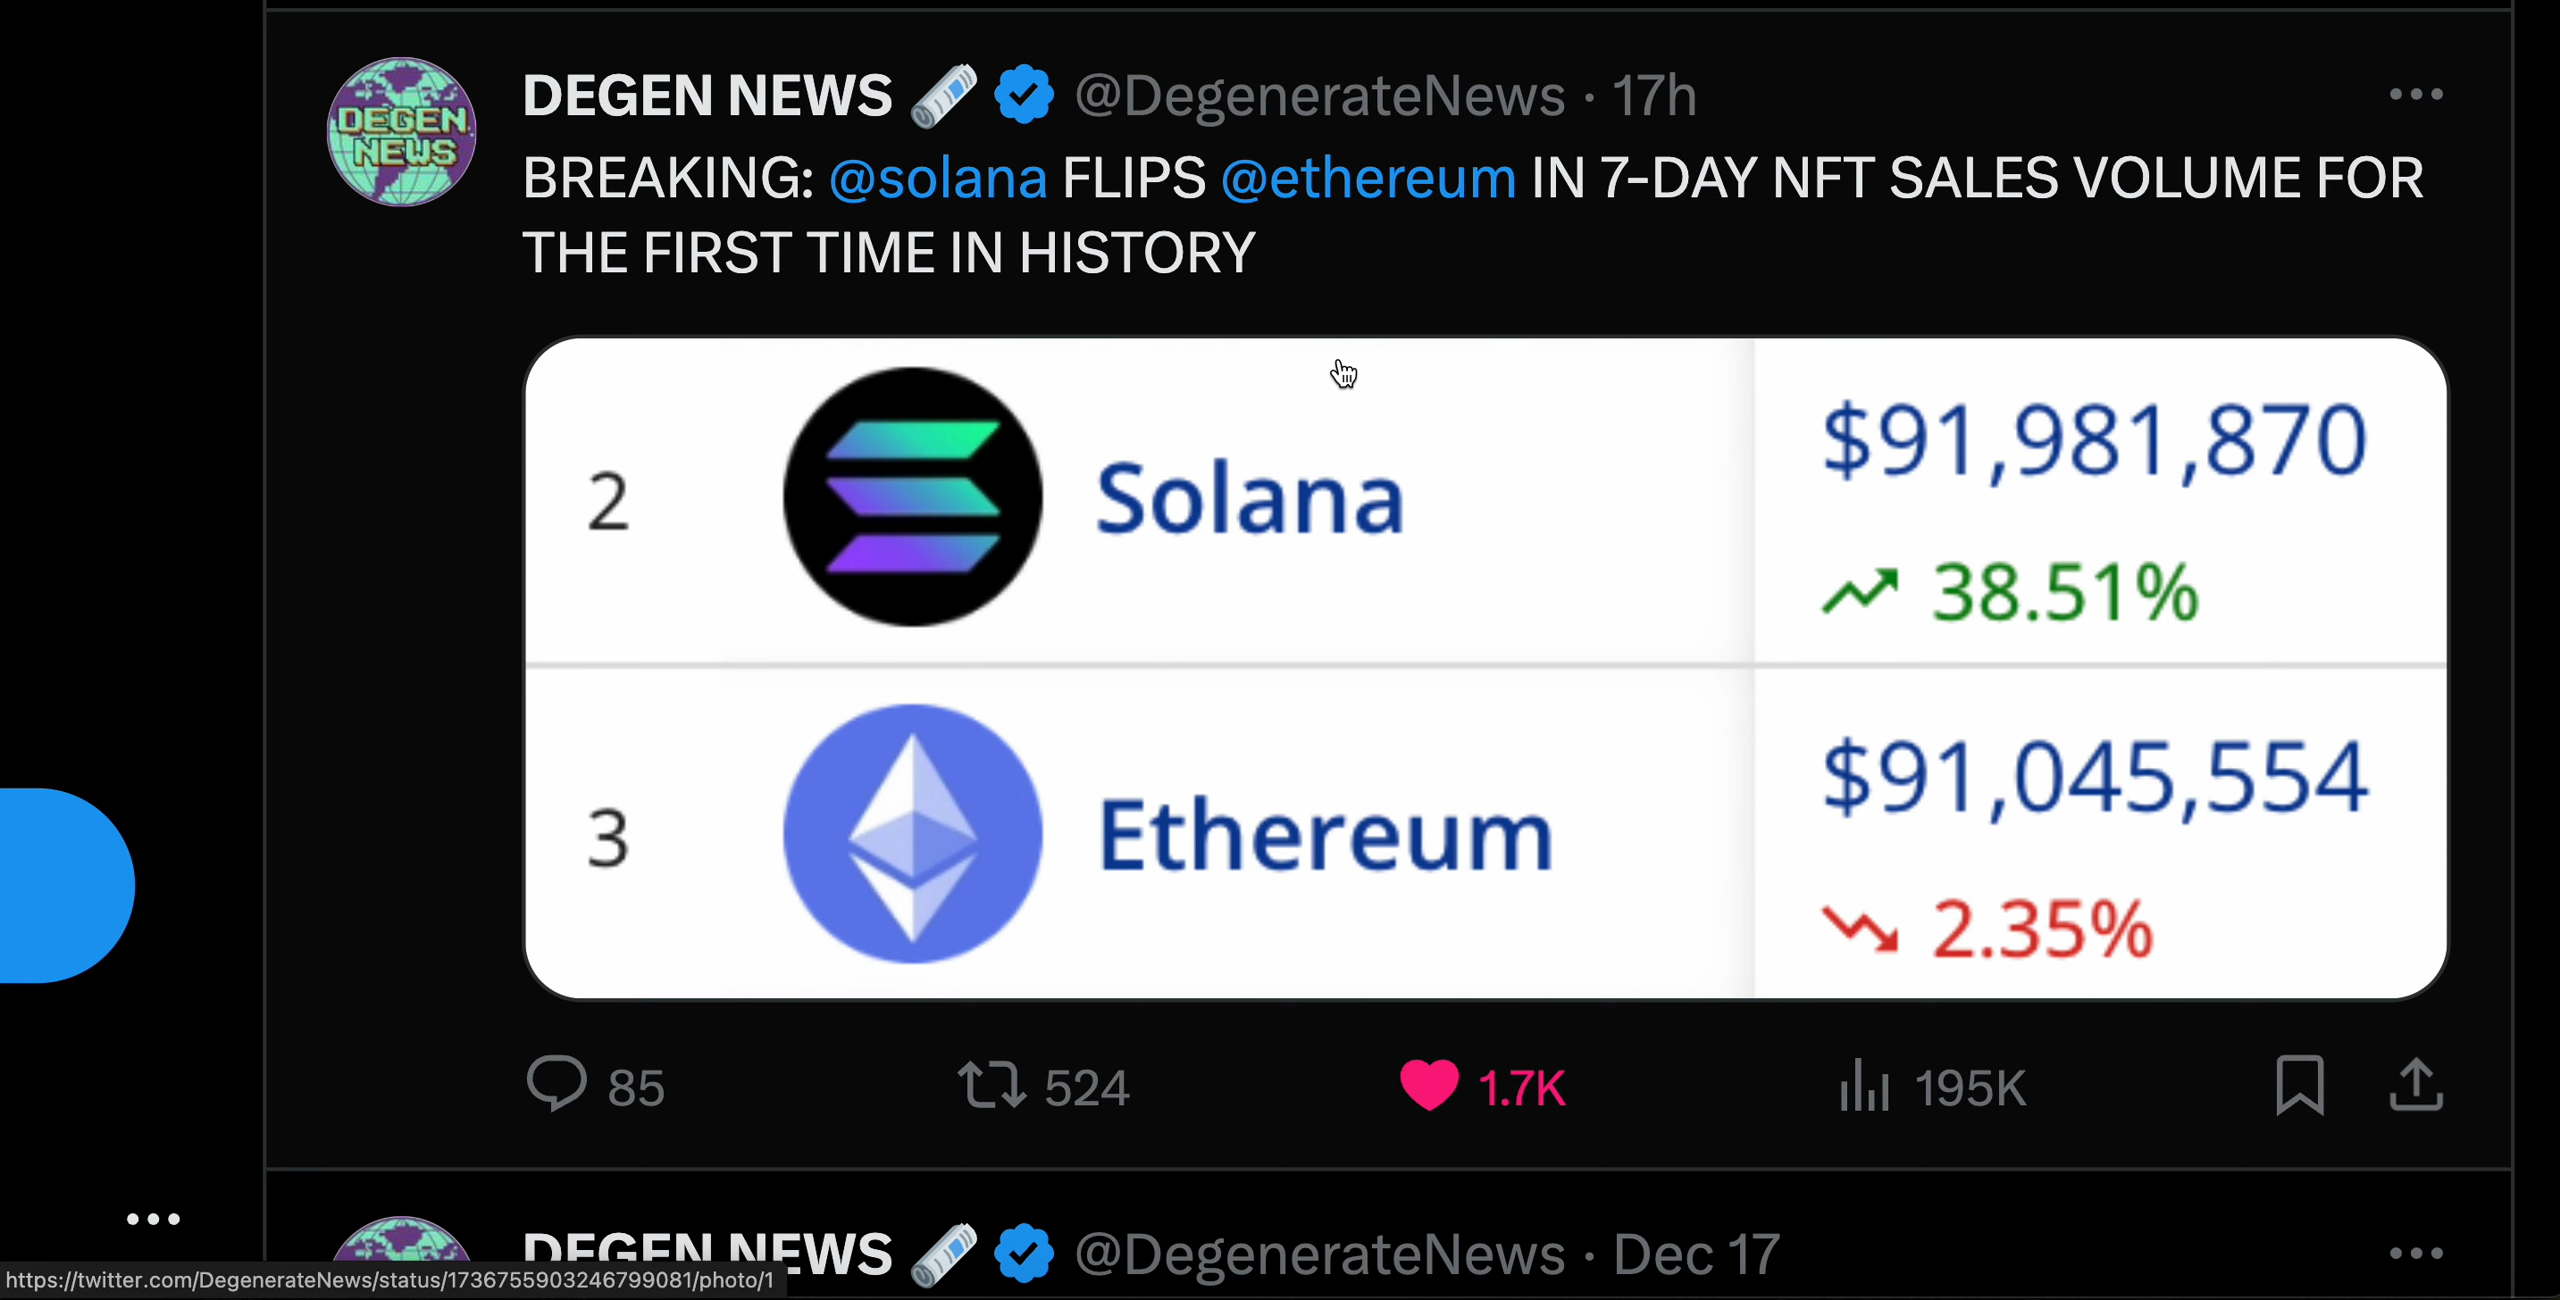 DEGEN NEWS
DEGEN NEWS 🗞️ @DegenerateNews · 17h
BREAKING: @solana FLIPS @ethereum IN 7-DAY NFT SALES VOLUME FOR
THE FIRST TIME IN HISTORY
2 Solana $91,981,870
38.51%
3 Ethereum $91,045,554
2.35%
85 524 1.7K 195K
DEGEN NEWS 🗞️ @DegenerateNews · Dec 17
https://twitter.com/DegenerateNews/status/1736755903246799081/photo/1